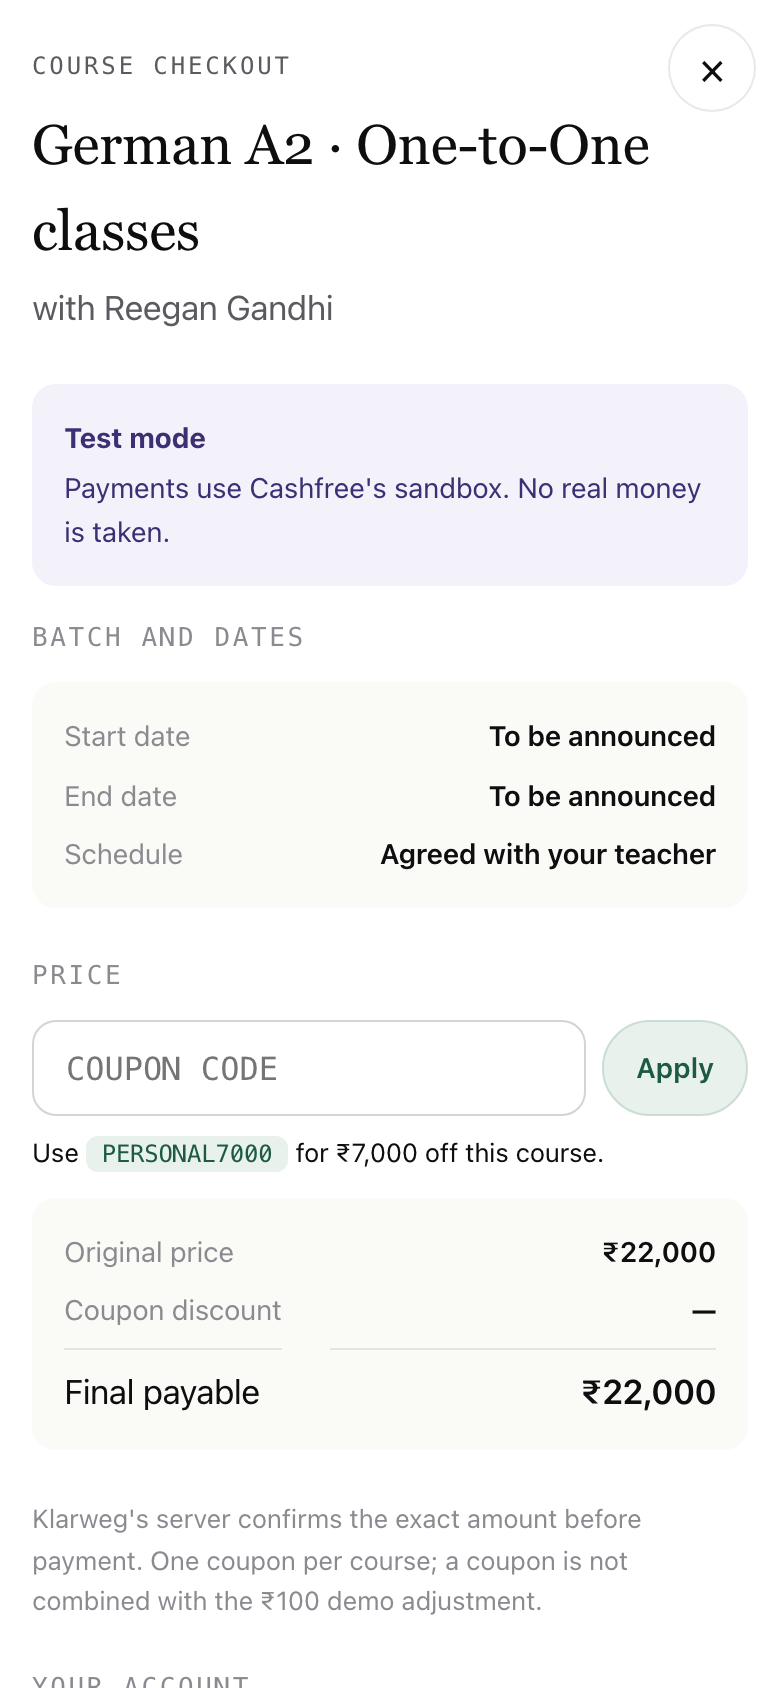 COURSE CHECKOUT
×
German A2 · One-to-One
classes
with Reegan Gandhi
Test mode
Payments use Cashfree's sandbox. No real money
is taken.
BATCH AND DATES
Start date To be announced
End date To be announced
Schedule Agreed with your teacher
PRICE
COUPON CODE Apply
Use PERSONAL7000 for ₹7,000 off this course.
Original price ₹22,000
Coupon discount —
Final payable ₹22,000
Klarweg's server confirms the exact amount before
payment. One coupon per course; a coupon is not
combined with the ₹100 demo adjustment.
YOUR ACCOUNT